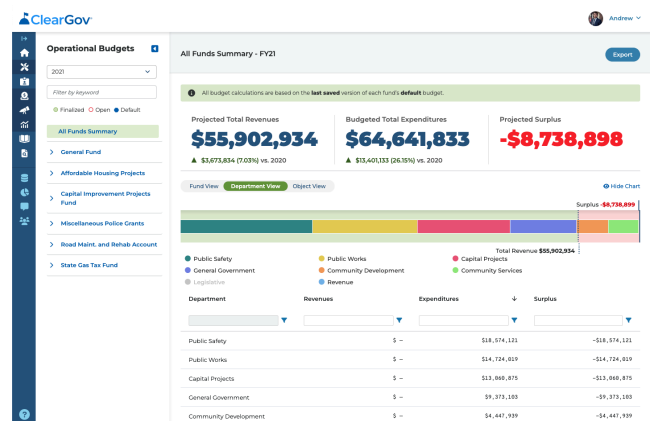 ClearGov
Andrew
Operational Budgets
2021
Filter by keyword
Finalized Open Default
All Funds Summary
General Fund
Affordable Housing Projects
Capital Improvement Projects
Fund
Miscellaneous Police Grants
Road Maint. and Rehab Account
State Gas Tax Fund
All Funds Summary - FY21
Export
All budget calculations are based on the last saved version of each fund's default budget.
Projected Total Revenues
$55,902,934
▲ $3,673,834 (7.03%) vs. 2020
Budgeted Total Expenditures
$64,641,833
▲ $13,401,133 (26.15%) vs. 2020
Projected Surplus
-$8,738,898
Fund View Department View Object View
Hide Chart
Surplus -$8,738,899
Total Revenue $55,902,934
Public Safety Public Works Capital Projects
General Government Community Development Community Services
Legislative Revenue
Department Revenues Expenditures ↓ Surplus
Public Safety $ – $18,574,121 -$18,574,121
Public Works $ – $14,724,019 -$14,724,019
Capital Projects $ – $13,060,875 -$13,060,875
General Government $ – $9,373,103 -$9,373,103
Community Development $ – $4,447,939 -$4,447,939
?